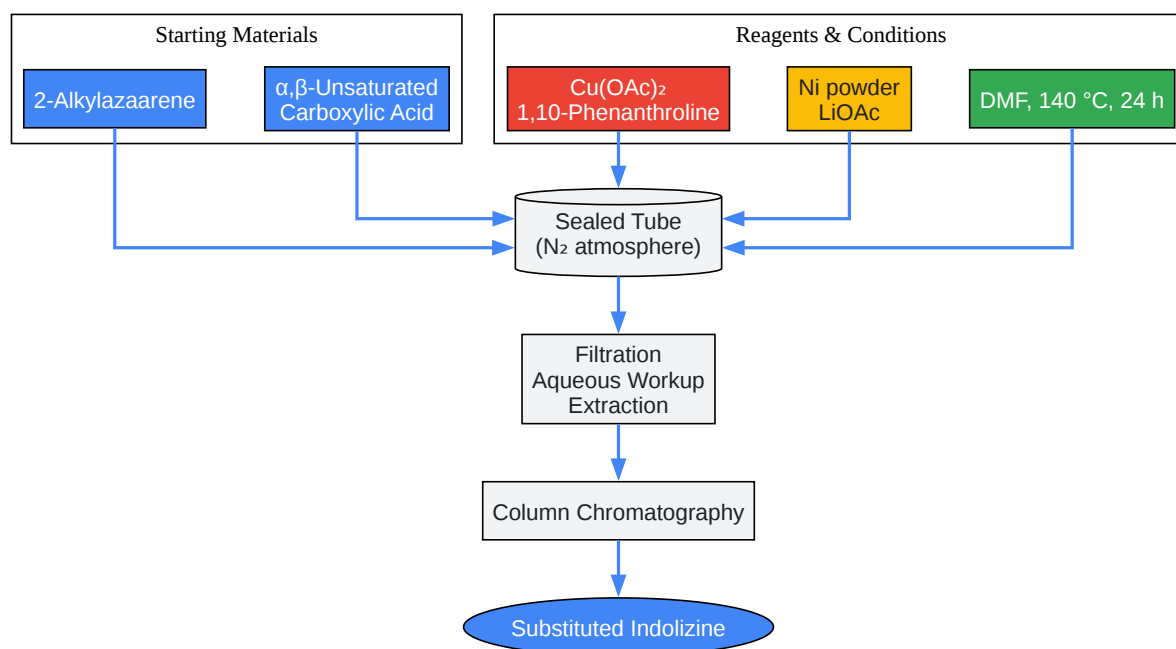 Starting Materials
Reagents & Conditions
2-Alkylazaarene
α,β-Unsaturated
Carboxylic Acid
Cu(OAc)₂
1,10-Phenanthroline
Ni powder
LiOAc
DMF, 140 °C, 24 h
Sealed Tube
(N₂ atmosphere)
Filtration
Aqueous Workup
Extraction
Column Chromatography
Substituted Indolizine